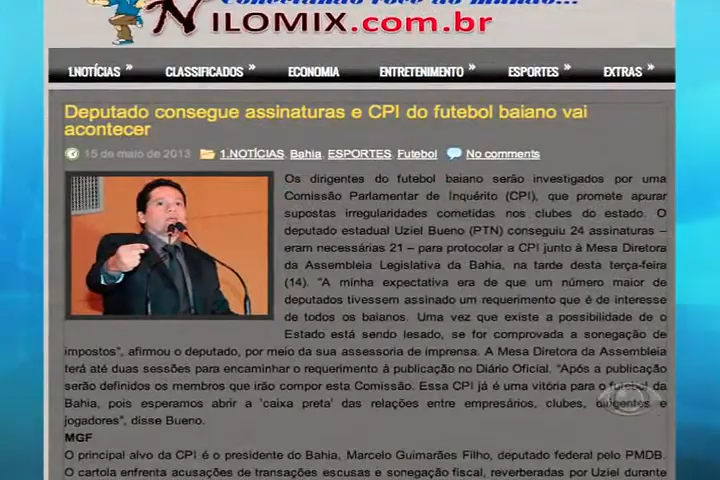 Conectando você ao mundo...
NILOMIX.com.br
1.NOTÍCIAS » CLASSIFICADOS » ECONOMIA ENTRETENIMENTO » ESPORTES » EXTRAS »
Deputado consegue assinaturas e CPI do futebol baiano vai
acontecer
15 de maio de 2013 1.NOTÍCIAS, Bahia, ESPORTES, Futebol No comments
Os dirigentes do futebol baiano serão investigados por uma
Comissão Parlamentar de Inquérito (CPI), que promete apurar
supostas irregularidades cometidas nos clubes do estado. O
deputado estadual Uziel Bueno (PTN) conseguiu 24 assinaturas –
eram necessárias 21 – para protocolar a CPI junto à Mesa Diretora
da Assembleia Legislativa da Bahia, na tarde desta terça-feira
(14). "A minha expectativa era de que um número maior de
deputados tivessem assinado um requerimento que é de interesse
de todos os baianos. Uma vez que existe a possibilidade de o
Estado está sendo lesado, se for comprovada a sonegação de
impostos", afirmou o deputado, por meio da sua assessoria de imprensa. A Mesa Diretora da Assembleia
terá até duas sessões para encaminhar o requerimento à publicação no Diário Oficial. "Após a publicação
serão definidos os membros que irão compor esta Comissão. Essa CPI já é uma vitória para o futebol da
Bahia, pois esperamos abrir a 'caixa preta' das relações entre empresários, clubes, dirigentes e
jogadores", disse Bueno.
MGF
O principal alvo da CPI é o presidente do Bahia, Marcelo Guimarães Filho, deputado federal pelo PMDB.
O cartola enfrenta acusações de transações escusas e sonegação fiscal, reverberadas por Uziel durante